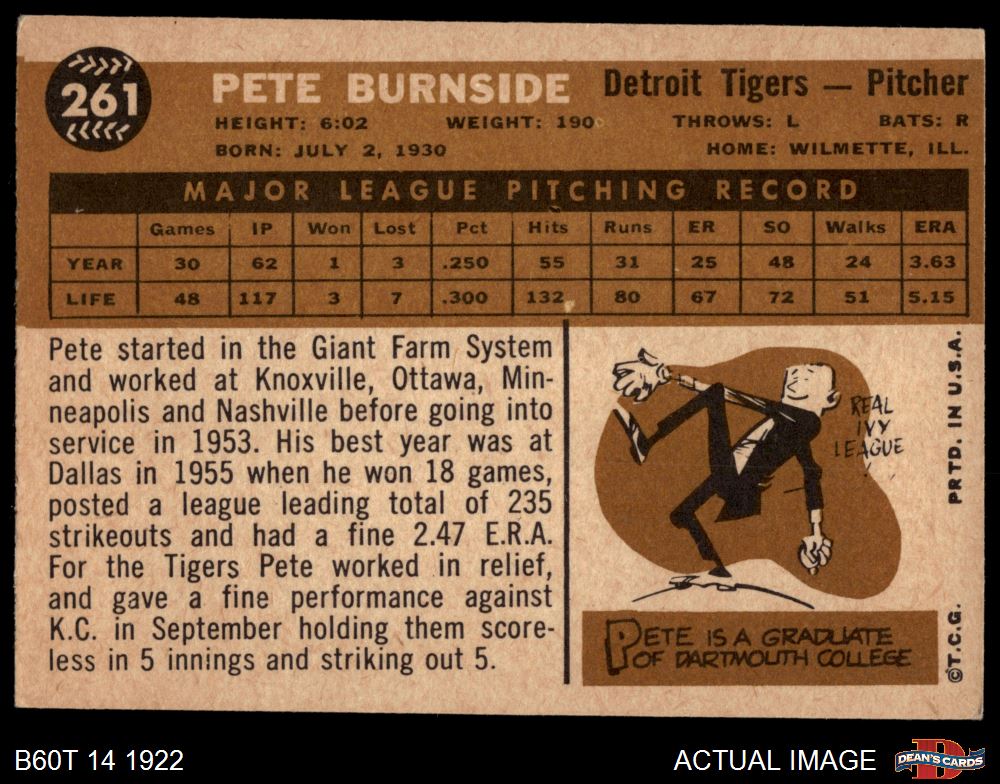 261
PETE BURNSIDE Detroit Tigers — Pitcher
HEIGHT: 6:02 WEIGHT: 190 THROWS: L BATS: R
BORN: JULY 2, 1930 HOME: WILMETTE, ILL.
MAJOR LEAGUE PITCHING RECORD
Games IP Won Lost Pct Hits Runs ER SO Walks ERA
YEAR 30 62 1 3 .250 55 31 25 48 24 3.63
LIFE 48 117 3 7 .300 132 80 67 72 51 5.15
Pete started in the Giant Farm System
and worked at Knoxville, Ottawa, Min-
neapolis and Nashville before going into
service in 1953. His best year was at
Dallas in 1955 when he won 18 games,
posted a league leading total of 235
strikeouts and had a fine 2.47 E.R.A.
For the Tigers Pete worked in relief,
and gave a fine performance against
K.C. in September holding them score-
less in 5 innings and striking out 5.
REAL
IVY
LEAGUE
!
PETE IS A GRADUATE
OF DARTMOUTH COLLEGE
©T.C.G. PRTD. IN U.S.A.
B60T 14 1922 ACTUAL IMAGE
D
DEAN'S CARDS